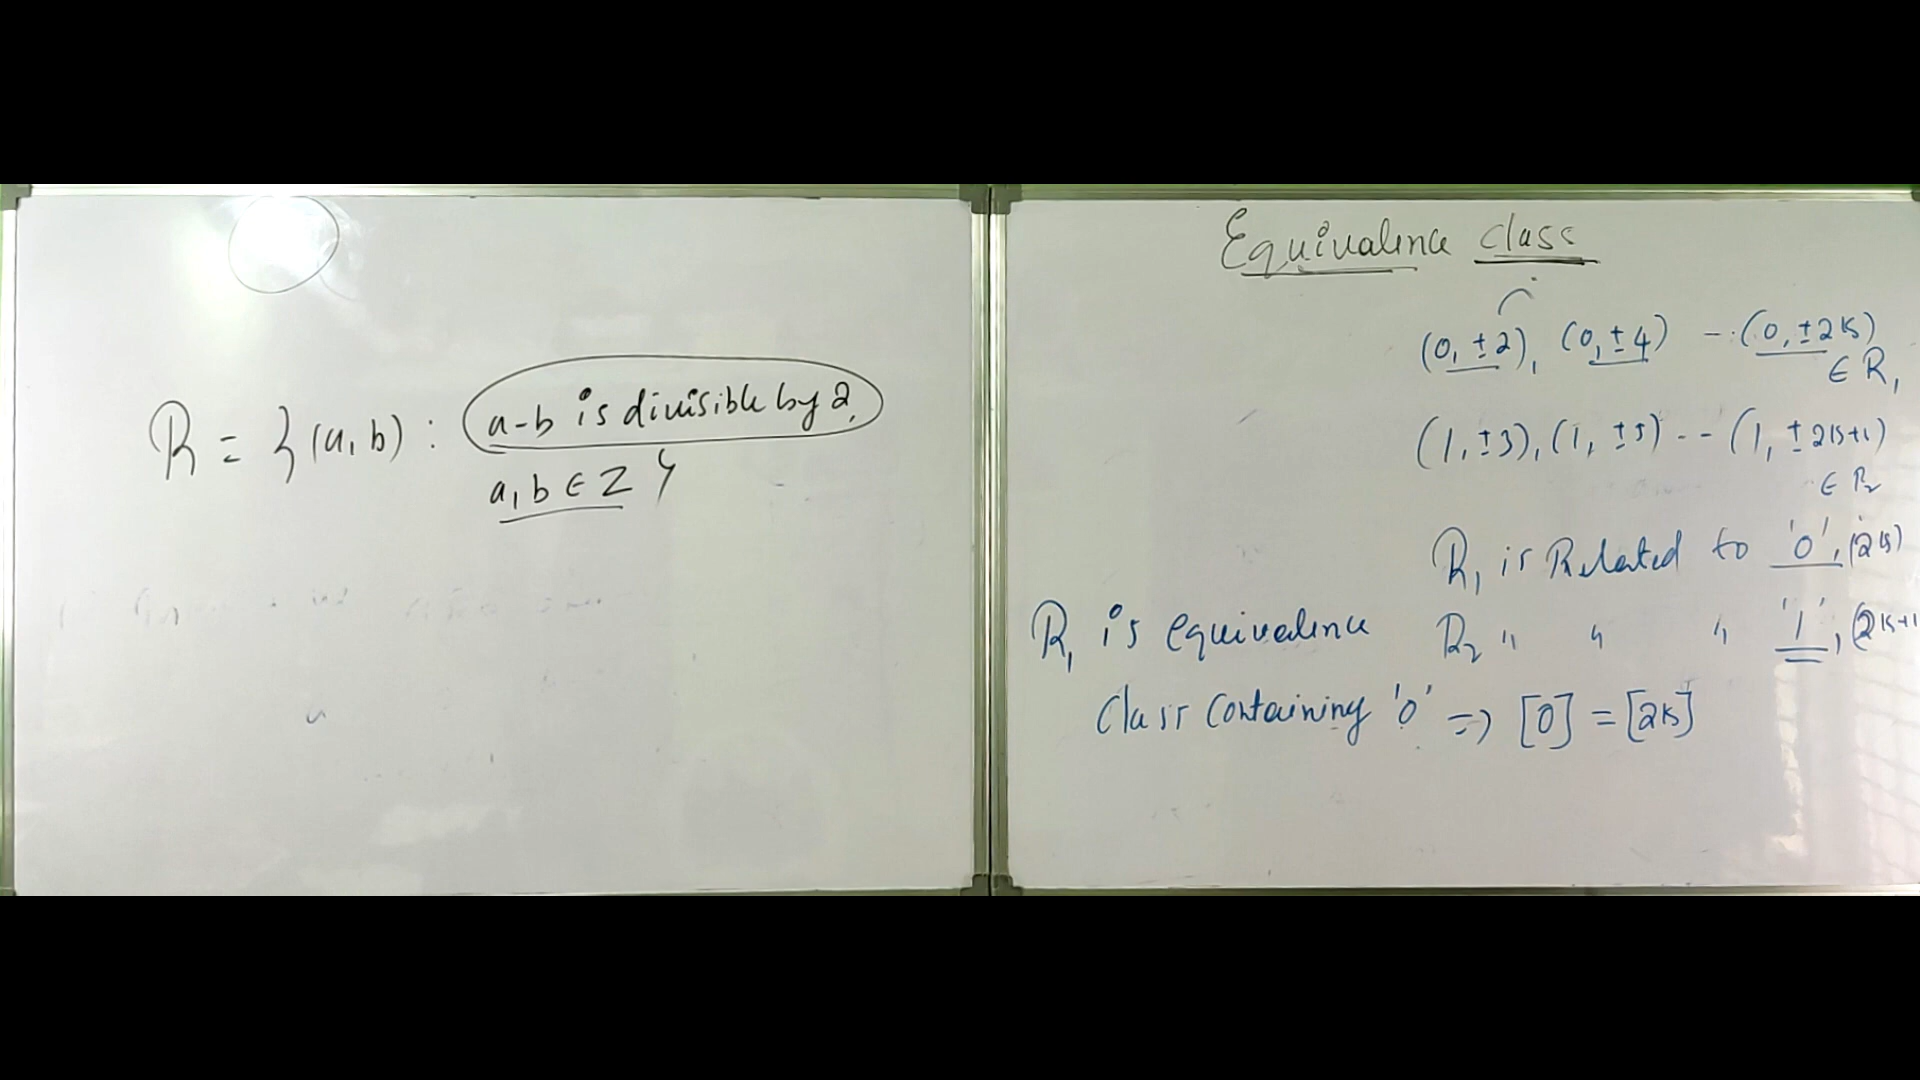 R = {(a, b) : a-b is divisible by 2,
a, b ∈ Z }
Equivalence class
(0, ±2), (0, ±4) --- (0, ±2k)
∈ R₁
(1, ±3), (1, ±5) --- (1, ±2k+1)
∈ R₂
R₁ is Related to '0', (2k)
R₂ " " " '1', (2k+1
R₁ is equivalence
Class Containing '0' => [0] = [2k]